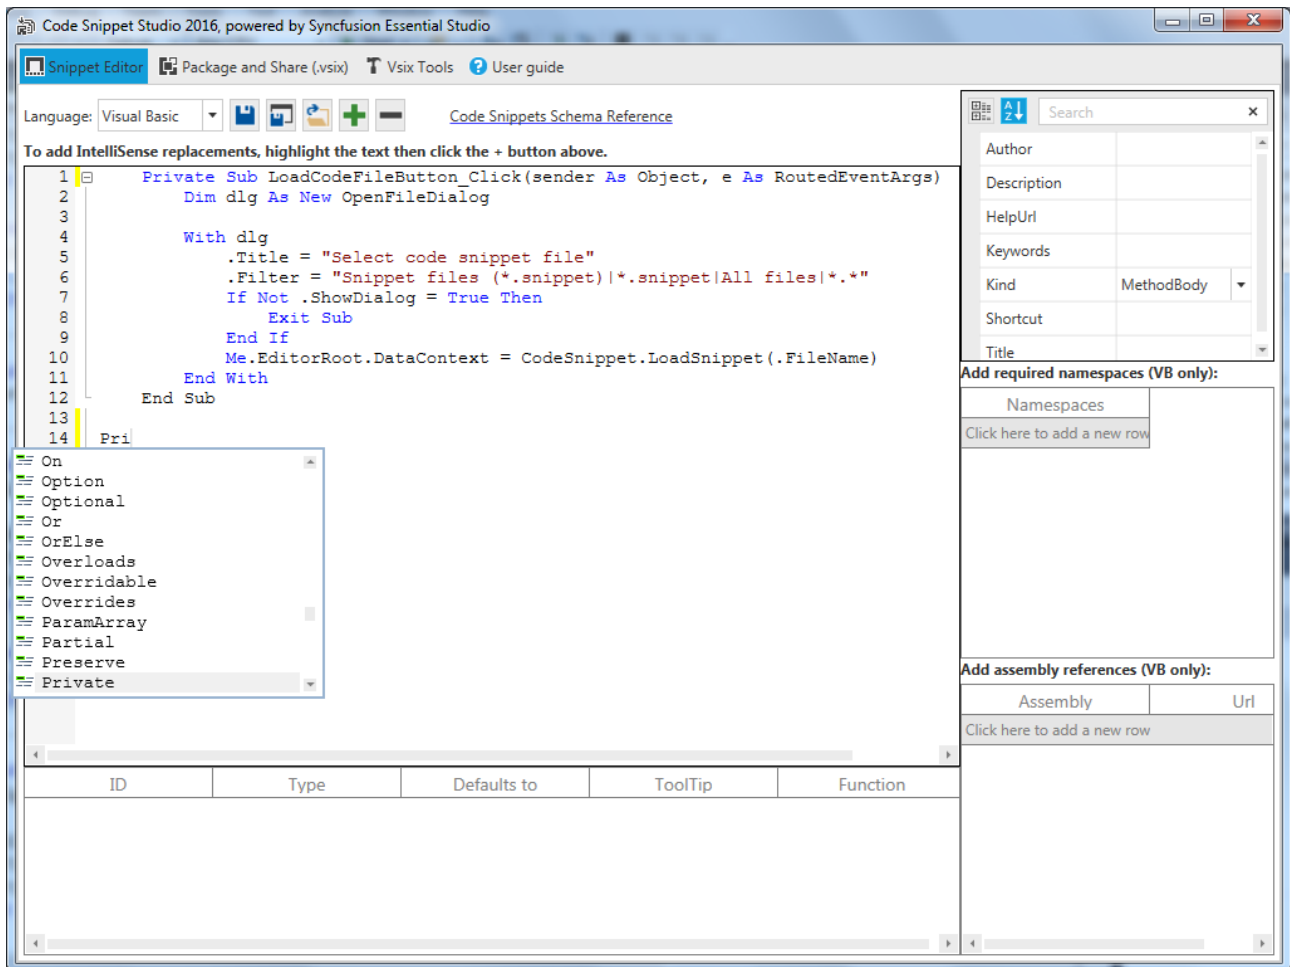 Code Snippet Studio 2016, powered by Syncfusion Essential Studio
Snippet Editor Package and Share (.vsix) Vsix Tools User guide
Language: Visual Basic Code Snippets Schema Reference
To add IntelliSense replacements, highlight the text then click the + button above.
1 Private Sub LoadCodeFileButton_Click(sender As Object, e As RoutedEventArgs)
2 Dim dlg As New OpenFileDialog
3
4 With dlg
5 .Title = "Select code snippet file"
6 .Filter = "Snippet files (*.snippet)|*.snippet|All files|*.*"
7 If Not .ShowDialog = True Then
8 Exit Sub
9 End If
10 Me.EditorRoot.DataContext = CodeSnippet.LoadSnippet(.FileName)
11 End With
12 End Sub
13
14 Pri
On
Option
Optional
Or
OrElse
Overloads
Overridable
Overrides
ParamArray
Partial
Preserve
Private
ID Type Defaults to ToolTip Function
Search
Author
Description
HelpUrl
Keywords
Kind MethodBody
Shortcut
Title
Add required namespaces (VB only):
Namespaces
Click here to add a new row
Add assembly references (VB only):
Assembly Url
Click here to add a new row